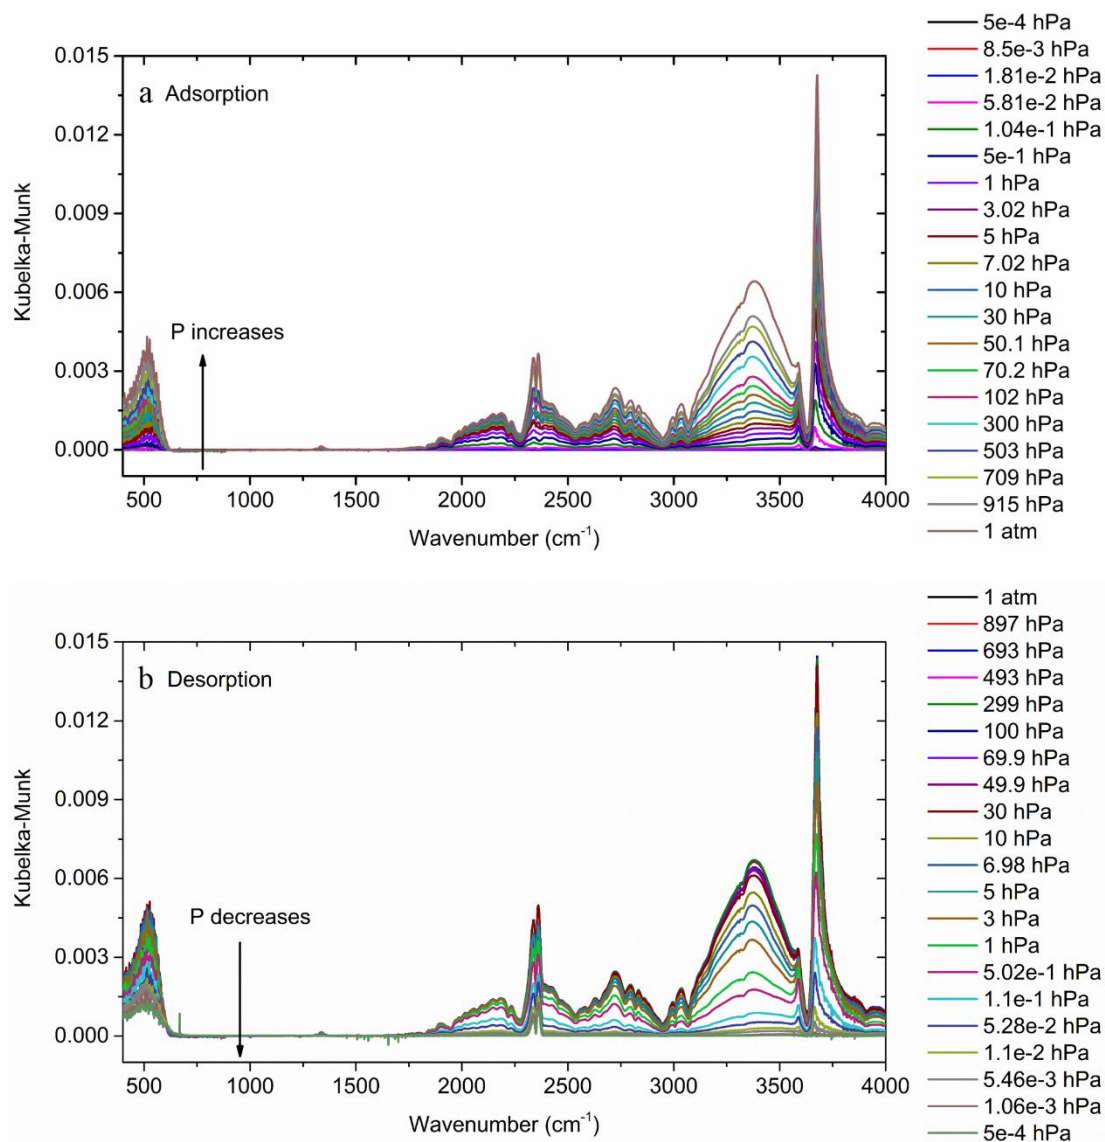 a Adsorption
Kubelka-Munk
0.015
0.012
0.009
0.006
0.003
0.000
P increases
500 1000 1500 2000 2500 3000 3500 4000
Wavenumber (cm⁻¹)
5e-4 hPa
8.5e-3 hPa
1.81e-2 hPa
5.81e-2 hPa
1.04e-1 hPa
5e-1 hPa
1 hPa
3.02 hPa
5 hPa
7.02 hPa
10 hPa
30 hPa
50.1 hPa
70.2 hPa
102 hPa
300 hPa
503 hPa
709 hPa
915 hPa
1 atm
b Desorption
Kubelka-Munk
0.015
0.012
0.009
0.006
0.003
0.000
P decreases
500 1000 1500 2000 2500 3000 3500 4000
Wavenumber (cm⁻¹)
1 atm
897 hPa
693 hPa
493 hPa
299 hPa
100 hPa
69.9 hPa
49.9 hPa
30 hPa
10 hPa
6.98 hPa
5 hPa
3 hPa
1 hPa
5.02e-1 hPa
1.1e-1 hPa
5.28e-2 hPa
1.1e-2 hPa
5.46e-3 hPa
1.06e-3 hPa
5e-4 hPa